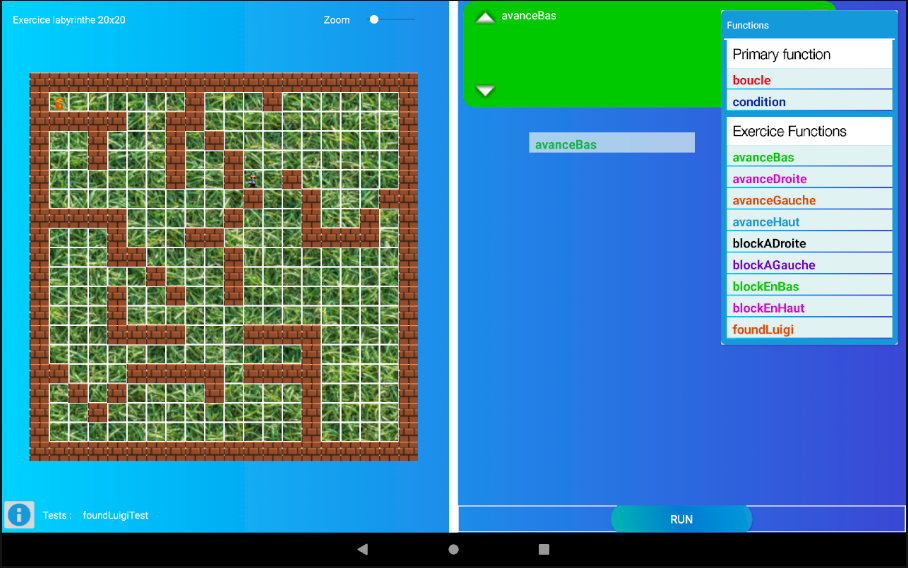 Exercice labyrinthe 20x20
Zoom
avanceBas
avanceBas
Functions
Primary function
boucle
condition
Exercice Functions
avanceBas
avanceDroite
avanceGauche
avanceHaut
blockADroite
blockAGauche
blockEnBas
blockEnHaut
foundLuigi
Tests : foundLuigiTest
RUN